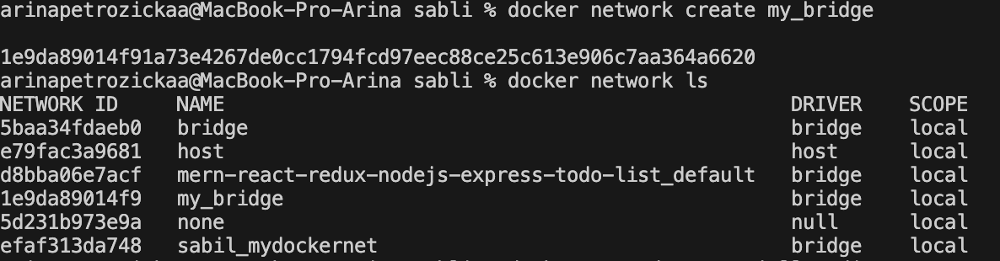 arinapetrozickaa@MacBook-Pro-Arina sabli % docker network create my_bridge
1e9da89014f91a73e4267de0cc1794fcd97eec88ce25c613e906c7aa364a6620
arinapetrozickaa@MacBook-Pro-Arina sabli % docker network ls
NETWORK ID NAME DRIVER SCOPE
5baa34fdaeb0 bridge bridge local
e79fac3a9681 host host local
d8bba06e7acf mern-react-redux-nodejs-express-todo-list_default bridge local
1e9da89014f9 my_bridge bridge local
5d231b973e9a none null local
efaf313da748 sabil_mydockernet bridge local